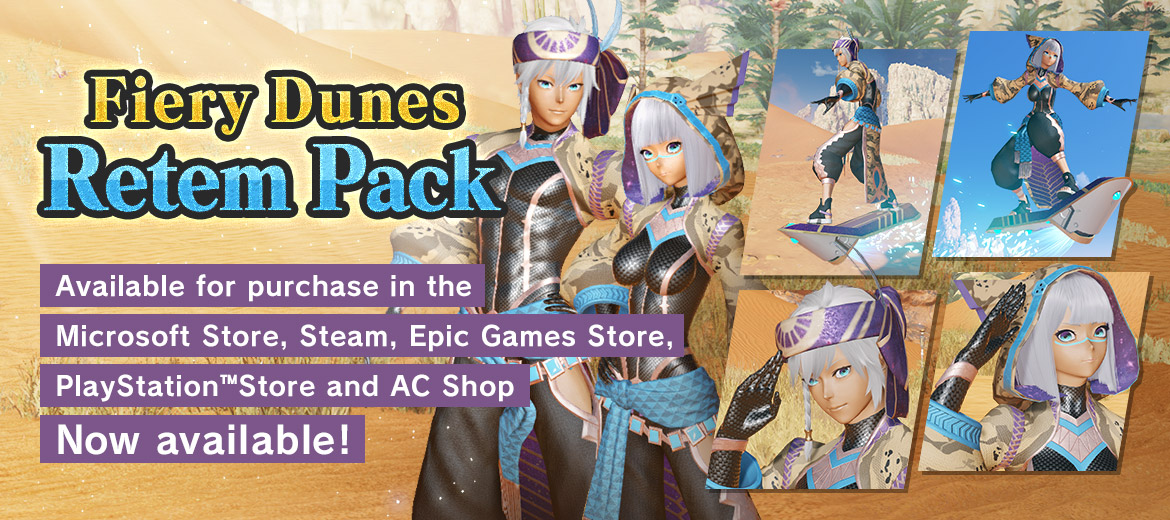 Fiery Dunes
Retem Pack
Available for purchase in the
Microsoft Store, Steam, Epic Games Store,
PlayStation™Store and AC Shop
Now available!